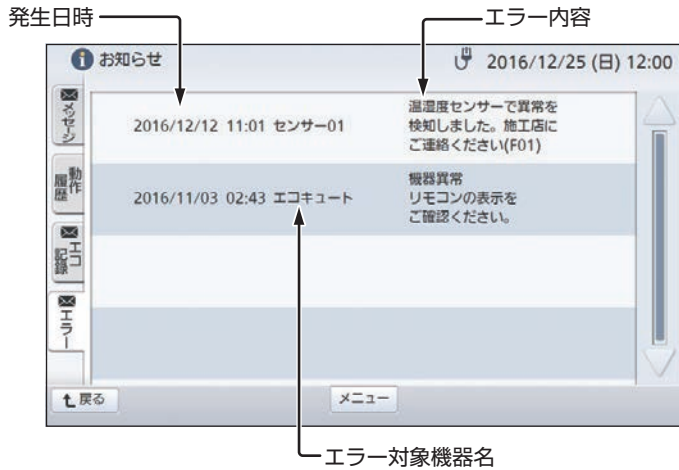 発生日時
エラー内容
お知らせ
2016/12/25 (日) 12:00
メッセージ
動作履歴
エコ記録
エラー
2016/12/12 11:01 センサー01
温湿度センサーで異常を
検知しました。施工店に
ご連絡ください(F01)
2016/11/03 02:43 エコキュート
機器異常
リモコンの表示を
ご確認ください。
戻る
メニュー
エラー対象機器名